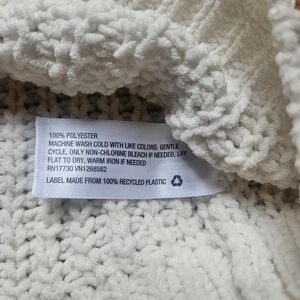 100% POLYESTER
MACHINE WASH COLD WITH LIKE COLORS, GENTLE
CYCLE, ONLY NON-CHLORINE BLEACH IF NEEDED, LAY
FLAT TO DRY, WARM IRON IF NEEDED
RN17730 VN1268582
LABEL MADE FROM 100% RECYCLED PLASTIC